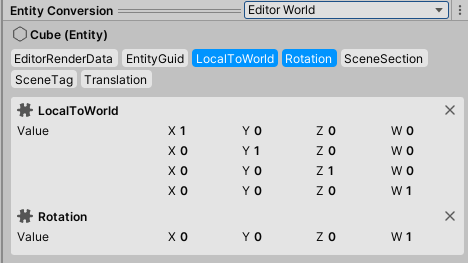 Entity Conversion Editor World
Cube (Entity)
EditorRenderData EntityGuid LocalToWorld Rotation SceneSection
SceneTag Translation
LocalToWorld
Value X 1 Y 0 Z 0 W 0
X 0 Y 1 Z 0 W 0
X 0 Y 0 Z 1 W 0
X 0 Y 0 Z 0 W 1
Rotation
Value X 0 Y 0 Z 0 W 1